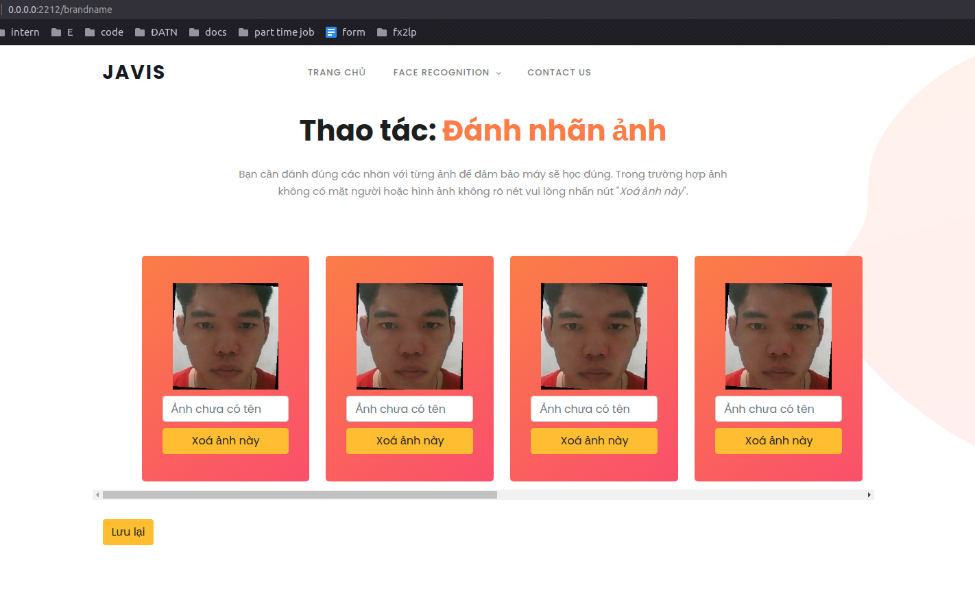 0.0.0.0:2212/brandname
intern E code ĐATN docs part time job form fx2lp
JAVIS TRANG CHỦ FACE RECOGNITION CONTACT US
Thao tác: Đánh nhãn ảnh
Bạn cần đánh đúng các nhãn với từng ảnh để đảm bảo máy sẽ học đúng. Trong trường hợp ảnh
không có mặt người hoặc hình ảnh không rõ nét vui lòng nhấn nút "Xoá ảnh này".
Ảnh chưa có tên Ảnh chưa có tên Ảnh chưa có tên Ảnh chưa có tên
Xoá ảnh này Xoá ảnh này Xoá ảnh này Xoá ảnh này
Lưu lại